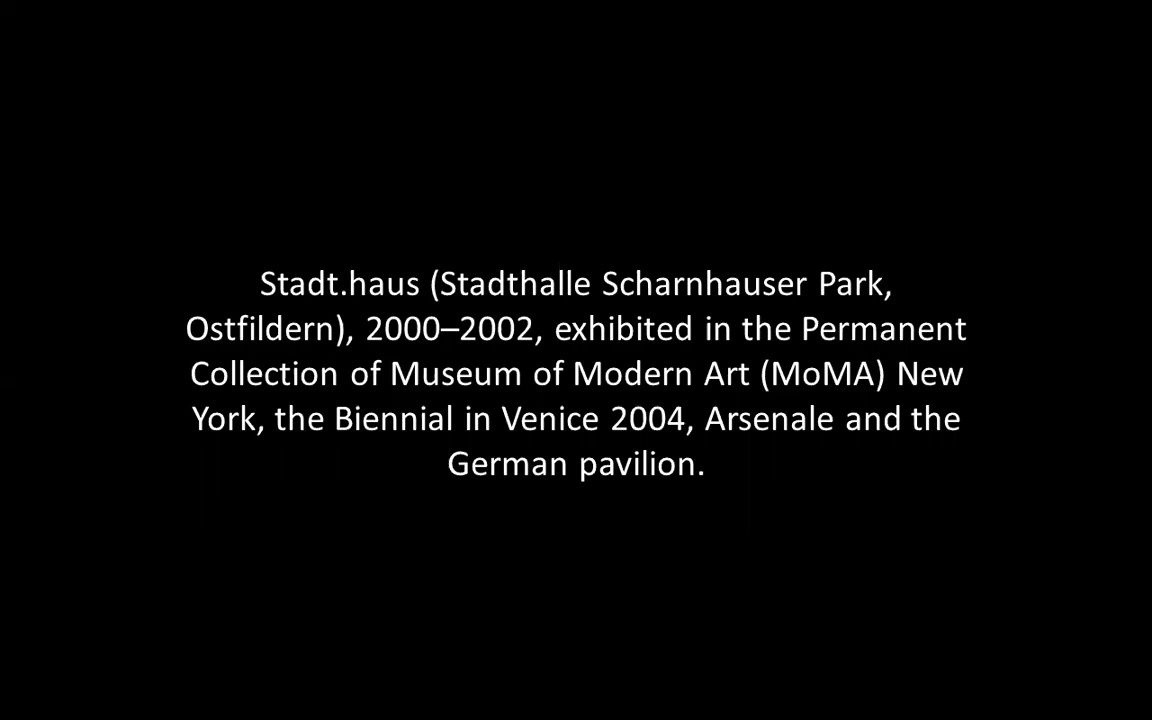 Stadt.haus (Stadthalle Scharnhauser Park,
Ostfildern), 2000–2002, exhibited in the Permanent
Collection of Museum of Modern Art (MoMA) New
York, the Biennial in Venice 2004, Arsenale and the
German pavilion.